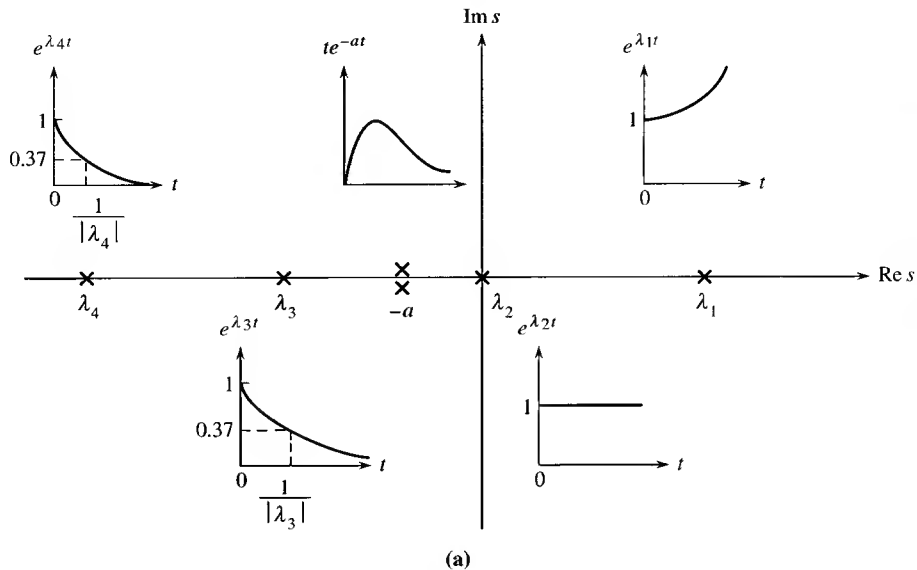 Im s
e^{λ₄t}
1
0.37
0
t
1/|λ₄|
te^{-at}
e^{λ₁t}
1
0
t
Re s
λ₄
λ₃
-a
λ₂
λ₁
e^{λ₃t}
1
0.37
0
t
1/|λ₃|
e^{λ₂t}
1
0
t
(a)